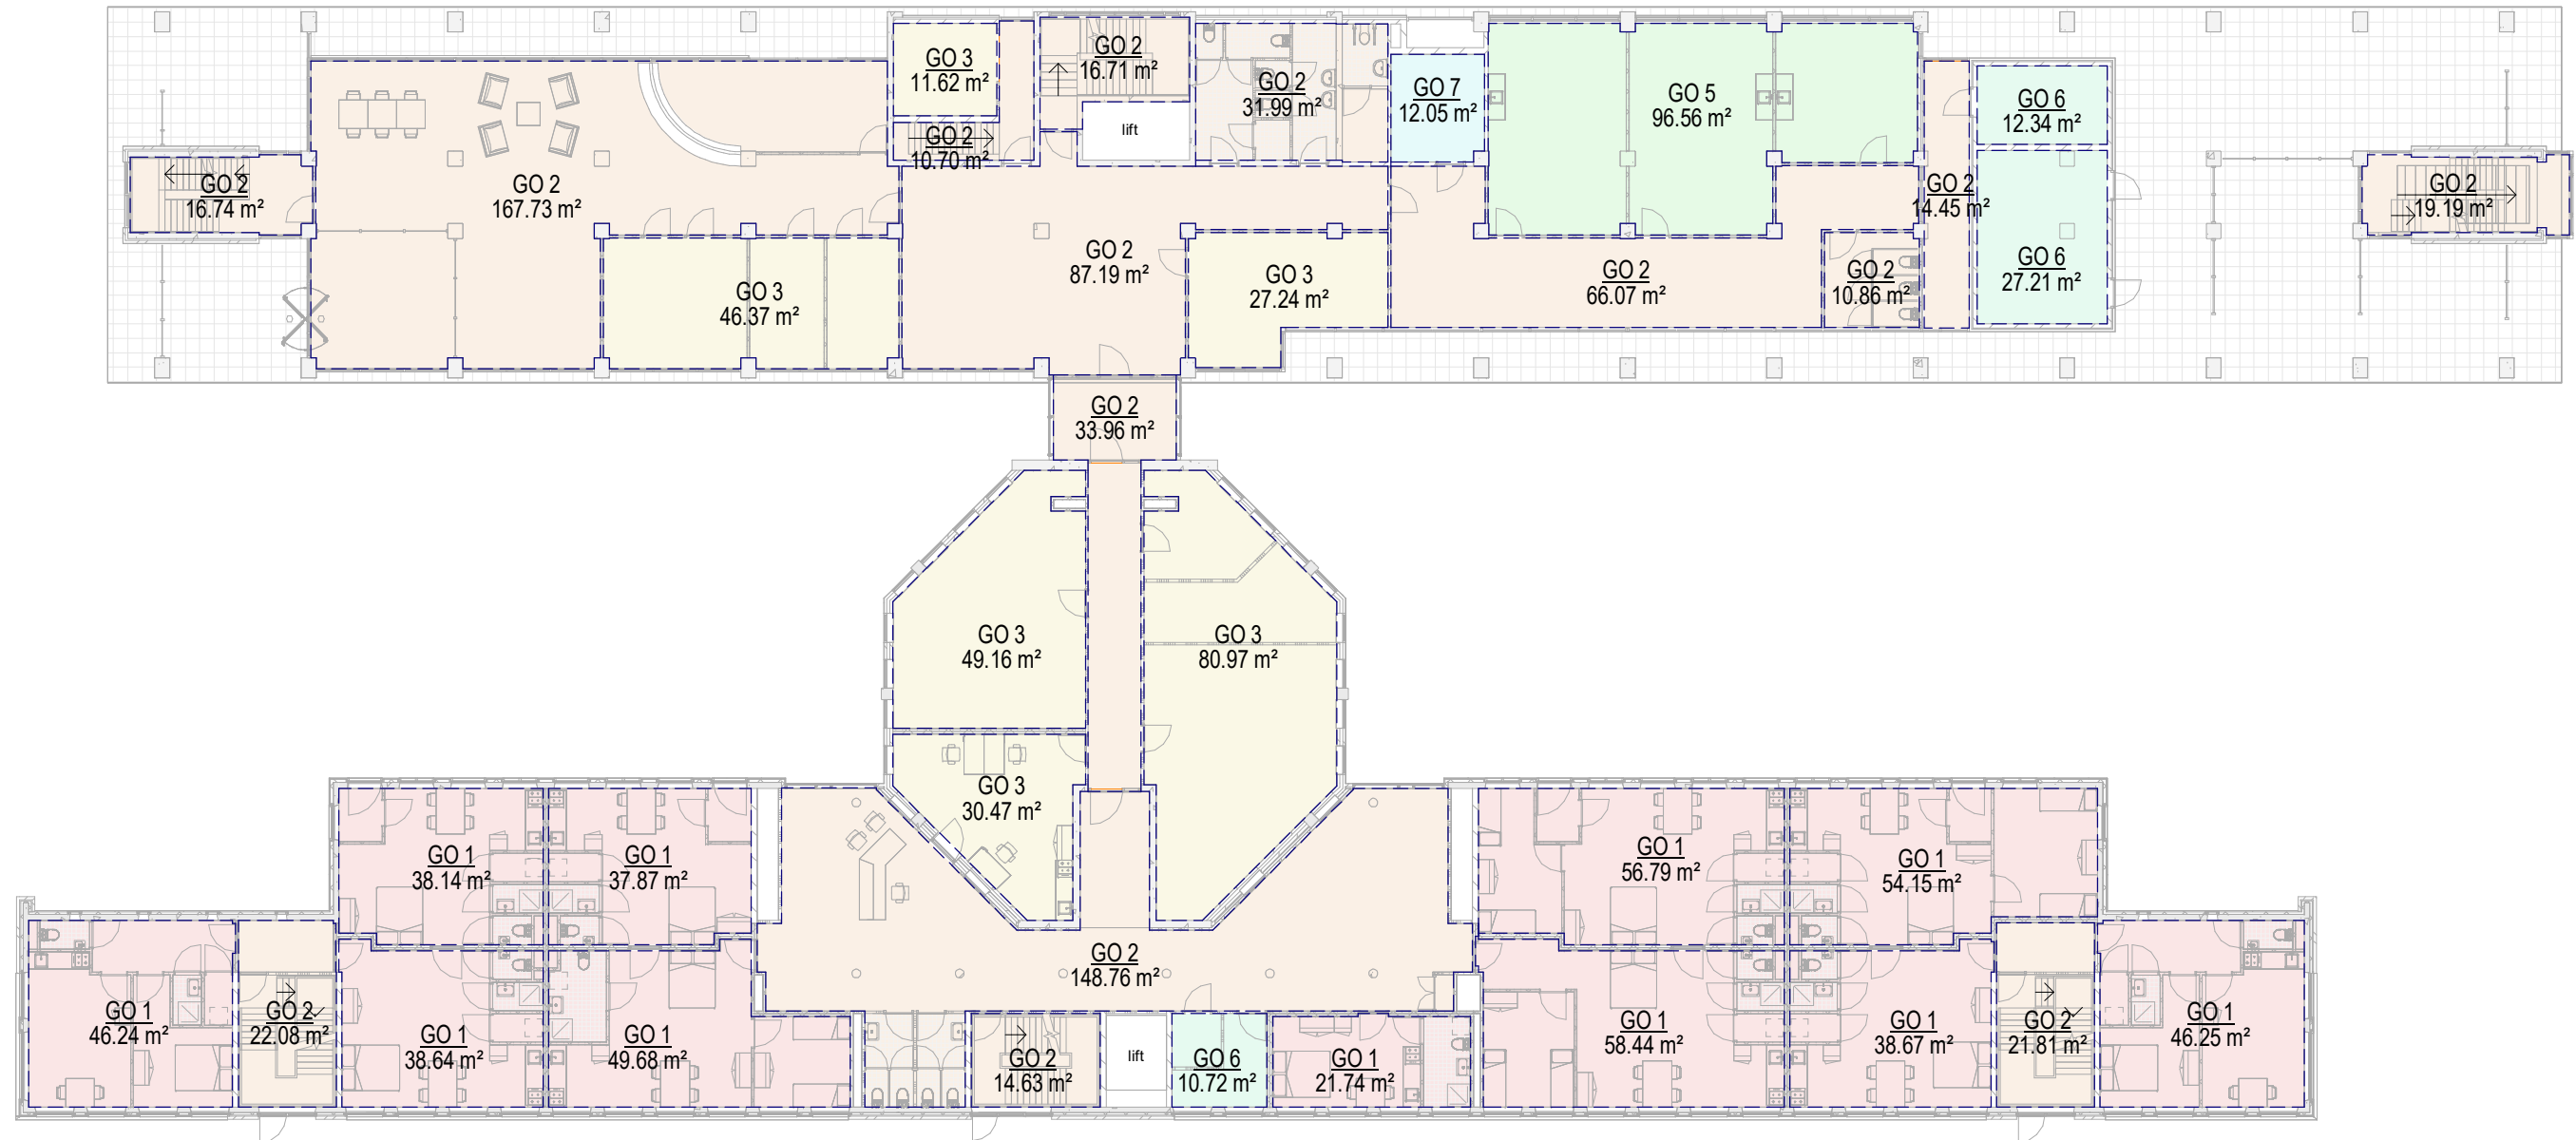 GO 3
11.62 m²
GO 2
10.70 m²
GO 2
16.71 m²
lift
GO 2
31.99 m²
GO 7
12.05 m²
GO 5
96.56 m²
GO 6
12.34 m²
GO 2
16.74 m²
GO 2
167.73 m²
GO 2
14.45 m²
GO 2
19.19 m²
GO 3
46.37 m²
GO 2
87.19 m²
GO 3
27.24 m²
GO 2
66.07 m²
GO 2
10.86 m²
GO 6
27.21 m²
GO 2
33.96 m²
GO 3
49.16 m²
GO 3
80.97 m²
GO 3
30.47 m²
GO 1
38.14 m²
GO 1
37.87 m²
GO 1
56.79 m²
GO 1
54.15 m²
GO 2
148.76 m²
GO 1
46.24 m²
GO 2
22.08 m²
GO 1
38.64 m²
GO 1
49.68 m²
GO 2
14.63 m²
lift
GO 6
10.72 m²
GO 1
21.74 m²
GO 1
58.44 m²
GO 1
38.67 m²
GO 2
21.81 m²
GO 1
46.25 m²